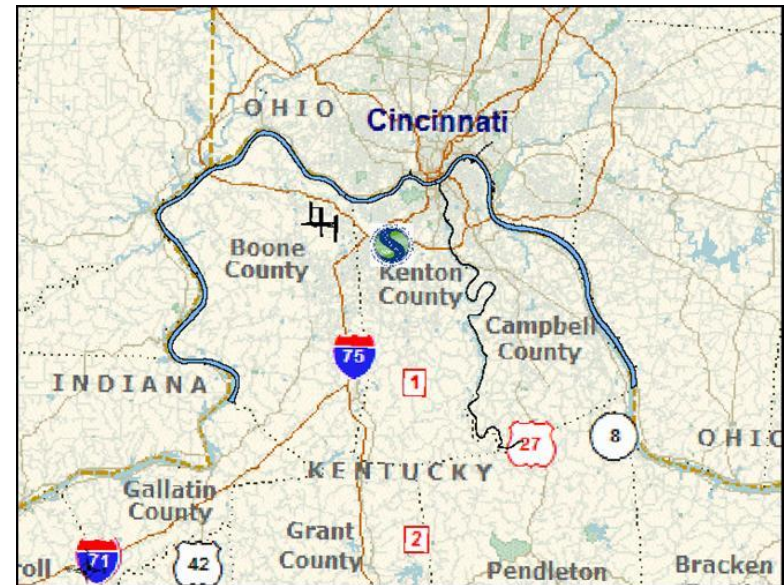 OHIO
Cincinnati
Boone
County
Kenton
County
Campbell
County
75
INDIANA
1
27
8
OHIO
KENTUCKY
Gallatin
County
Grant
County
2
71
42
Pendleton
Bracken